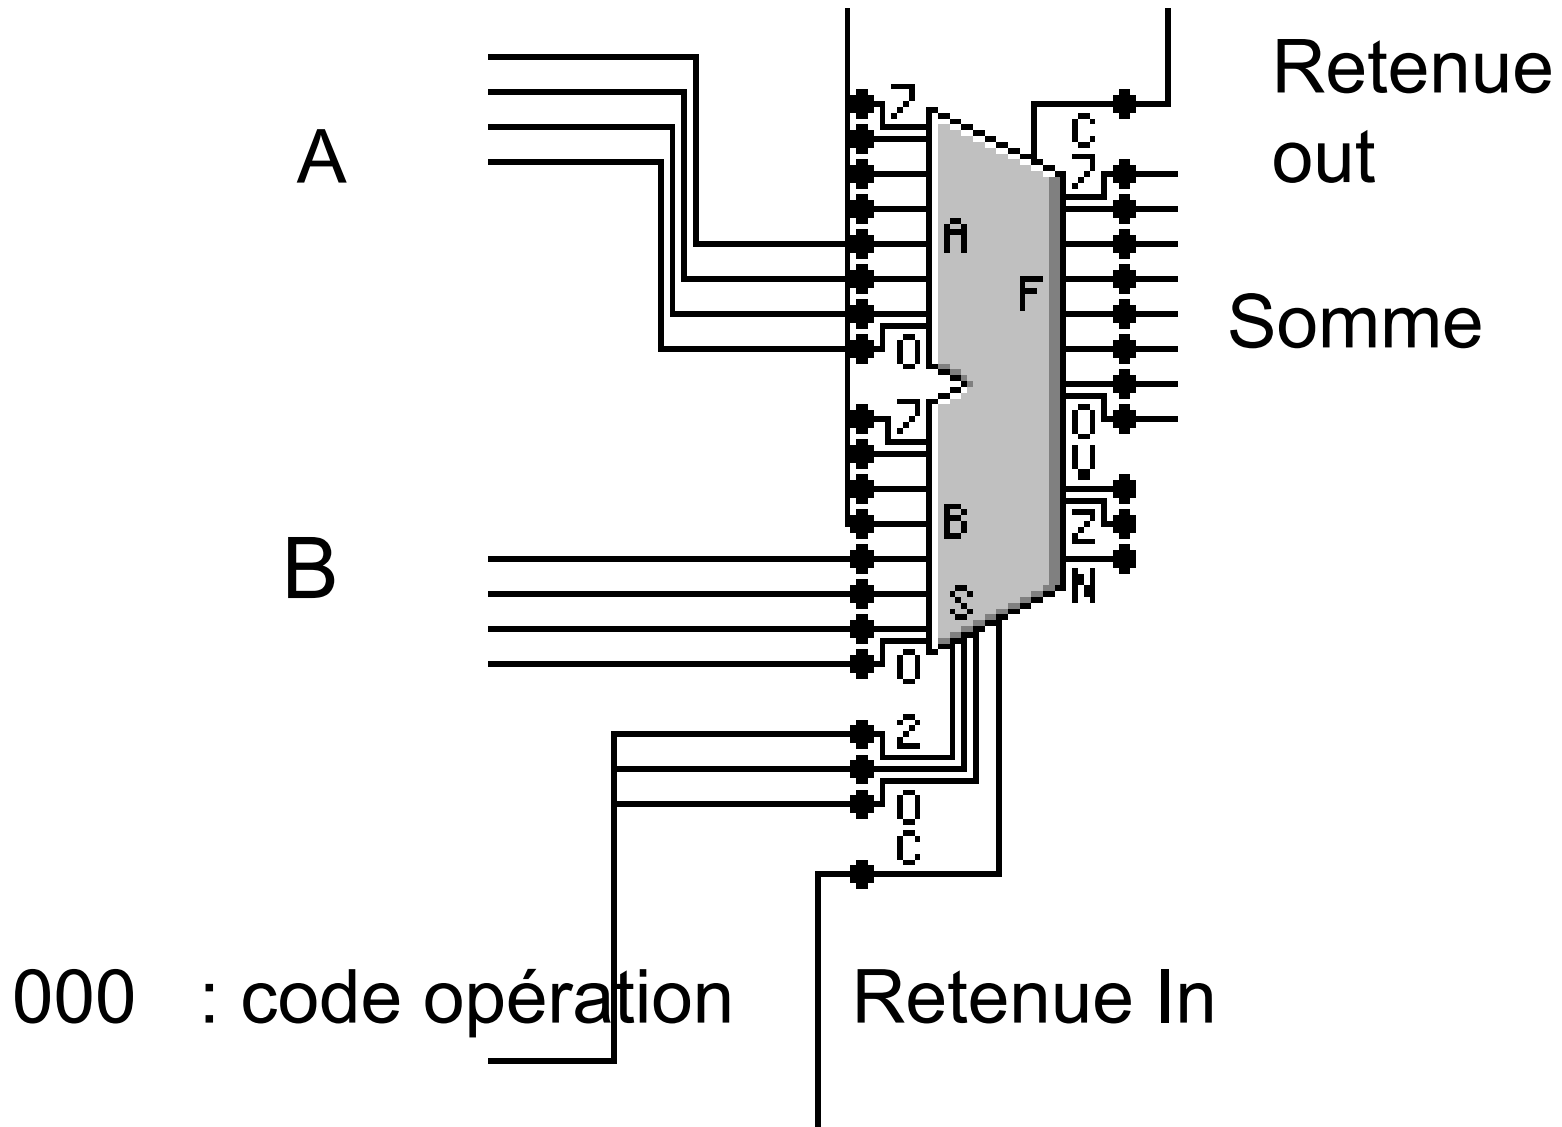 Retenue
out
A
7
C
7
A
F
Somme
0
7
0
V
B
Z
B
S
N
0
2
0
C
000 : code opération
Retenue In